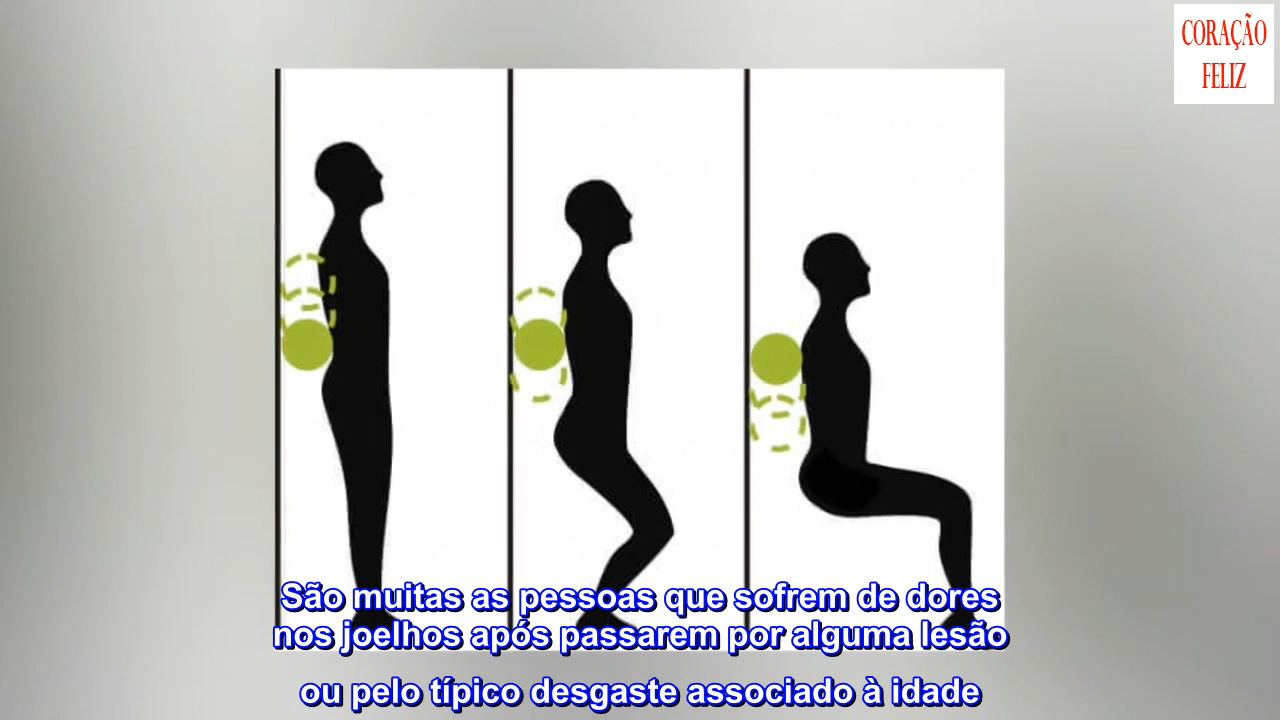 CORAÇÃO
FELIZ
São muitas as pessoas que sofrem de dores
nos joelhos após passarem por alguma lesão
ou pelo típico desgaste associado à idade